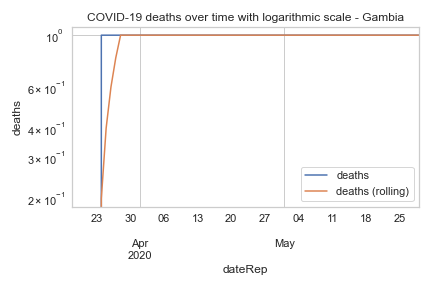 COVID-19 deaths over time with logarithmic scale - Gambia
deaths
10⁰
6 × 10⁻¹
4 × 10⁻¹
3 × 10⁻¹
2 × 10⁻¹
deaths
deaths (rolling)
23 30 06 13 20 27 04 11 18 25
Apr May
2020
dateRep